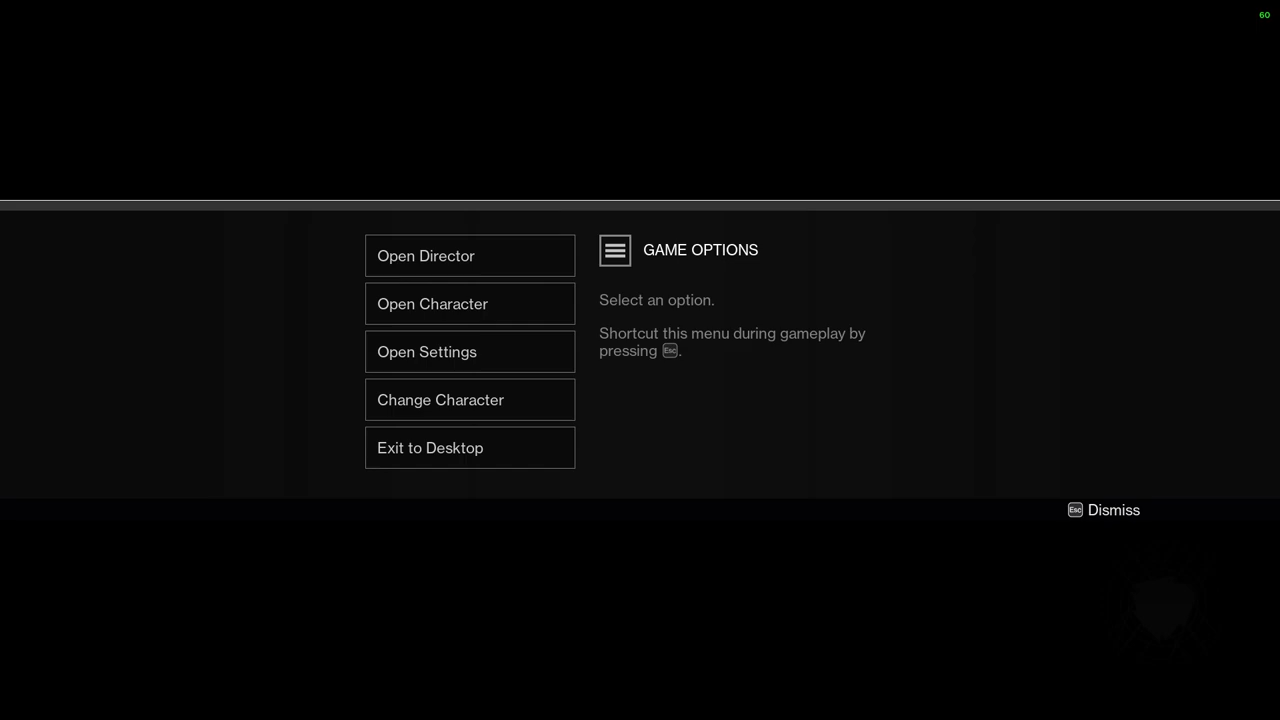 60
Open Director
Open Character
Open Settings
Change Character
Exit to Desktop
GAME OPTIONS
Select an option.
Shortcut this menu during gameplay by
pressing Esc.
Esc Dismiss